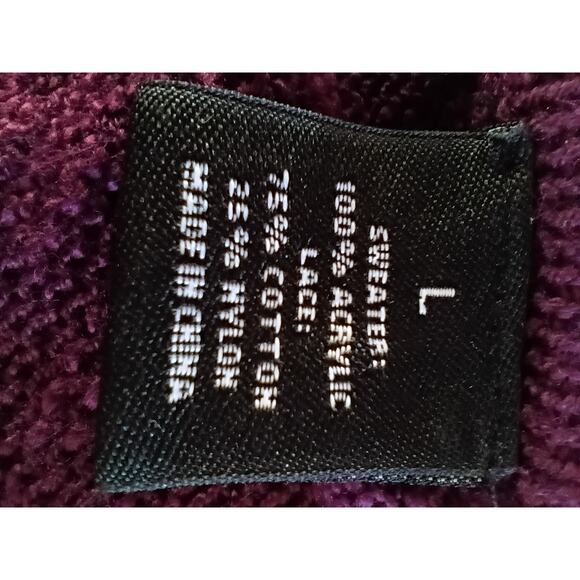 L
SWEATER:
100% ACRYLIC
LACE:
75% COTTON
25% NYLON
MADE IN CHINA